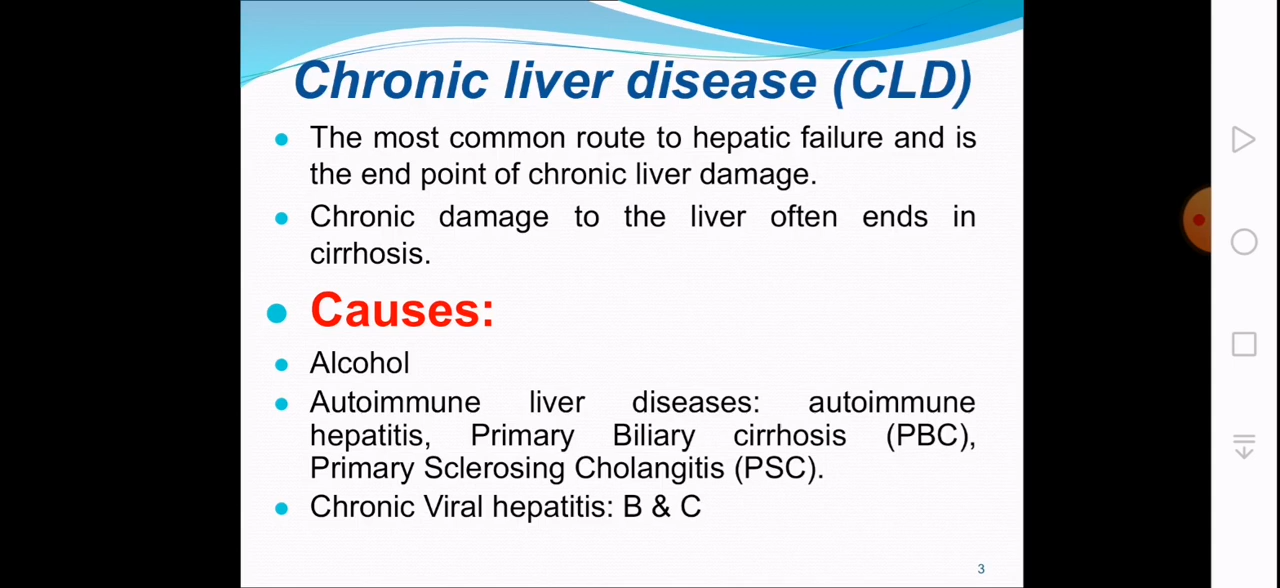 Chronic liver disease (CLD)
The most common route to hepatic failure and is
the end point of chronic liver damage.
Chronic damage to the liver often ends in
cirrhosis.
Causes:
Alcohol
Autoimmune liver diseases: autoimmune
hepatitis, Primary Biliary cirrhosis (PBC),
Primary Sclerosing Cholangitis (PSC).
Chronic Viral hepatitis: B & C
3